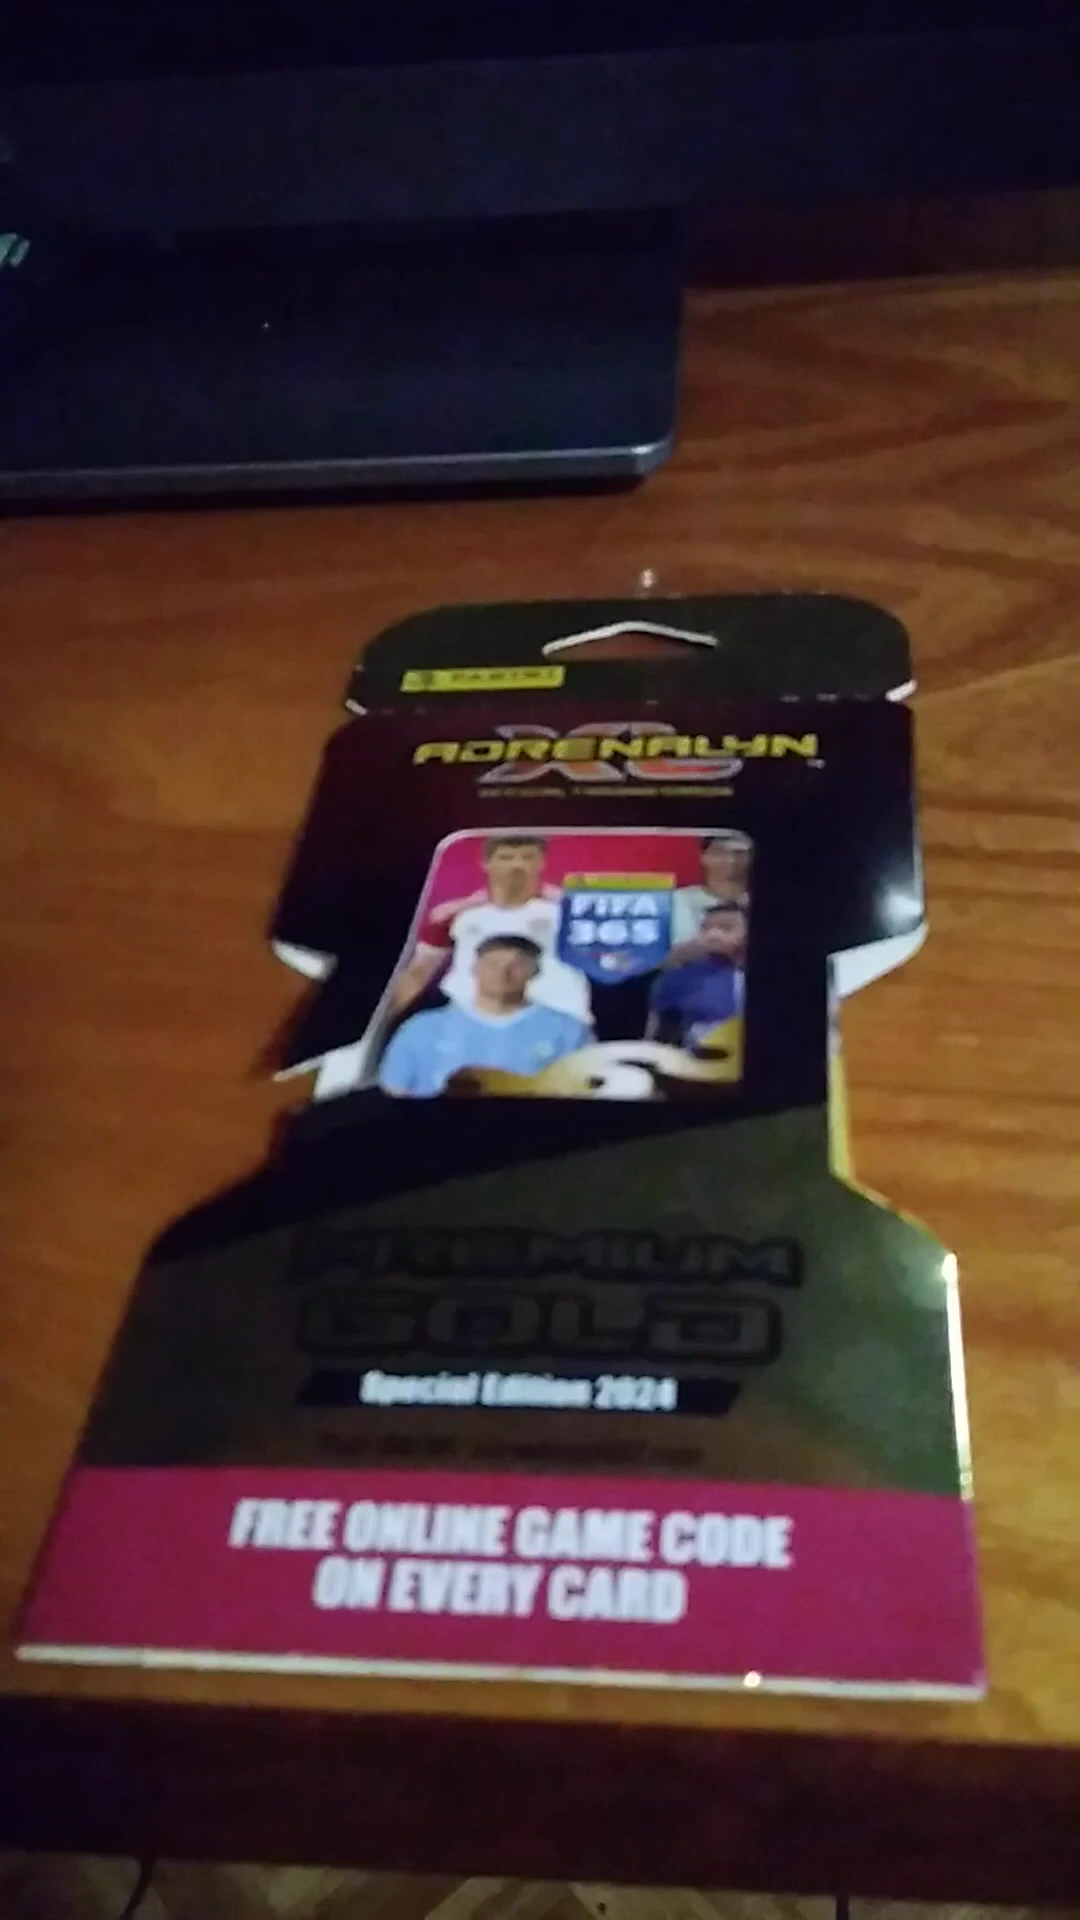 PANINI
ADRENALYN
XL
FIFA
365
PREMIUM
GOLD
Special Edition 2024
FREE ONLINE GAME CODE
ON EVERY CARD